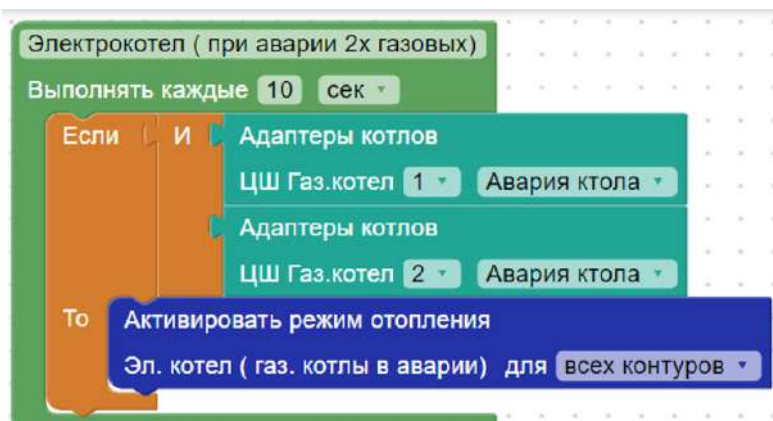 Электрокотел ( при аварии 2х газовых)
Выполнять каждые 10 сек
Если И Адаптеры котлов
ЦШ Газ.котел 1 Авария ктола
Адаптеры котлов
ЦШ Газ.котел 2 Авария ктола
То Активировать режим отопления
Эл. котел ( газ. котлы в аварии) для всех контуров